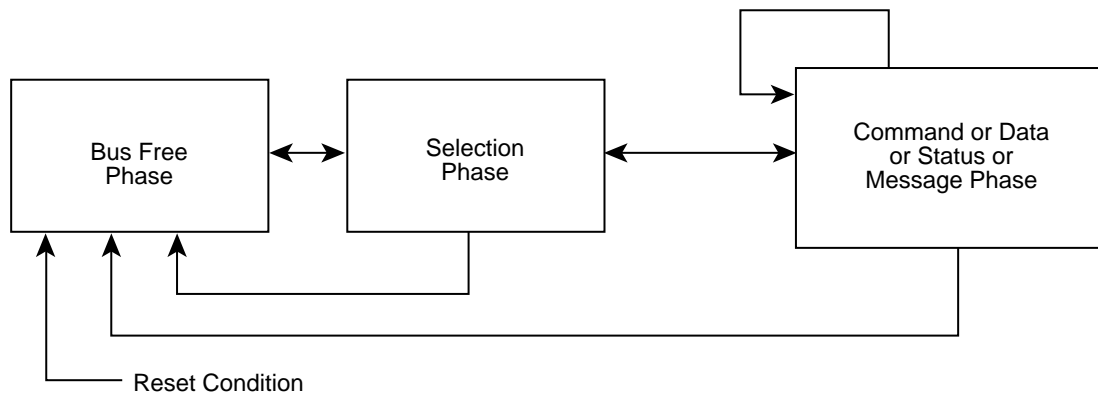 Bus Free
Phase
Selection
Phase
Command or Data
or Status or
Message Phase
Reset Condition